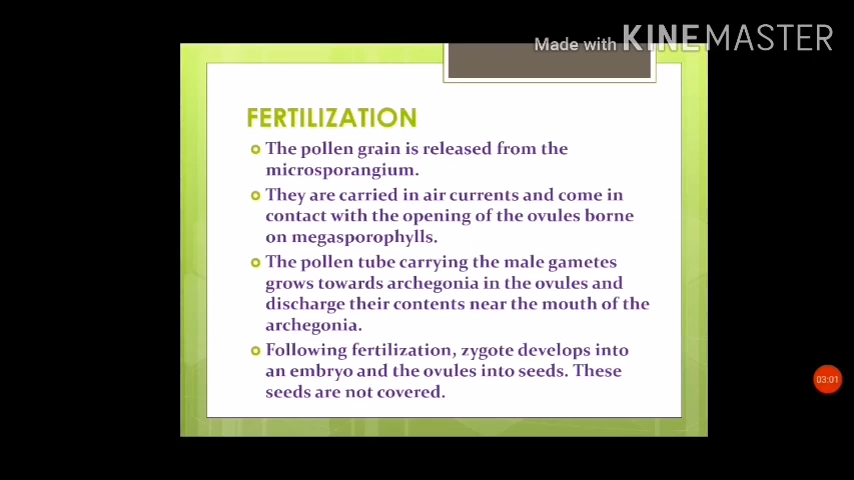 Made with KINEMASTER
FERTILIZATION
The pollen grain is released from the
microsporangium.
They are carried in air currents and come in
contact with the opening of the ovules borne
on megasporophylls.
The pollen tube carrying the male gametes
grows towards archegonia in the ovules and
discharge their contents near the mouth of the
archegonia.
Following fertilization, zygote develops into
an embryo and the ovules into seeds. These
seeds are not covered.
03:01